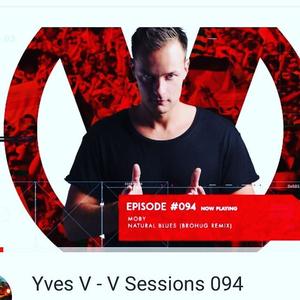 EPISODE #094 NOW PLAYING
MOBY
NATURAL BLUES (BROHUG REMIX)
Yves V - V Sessions 094